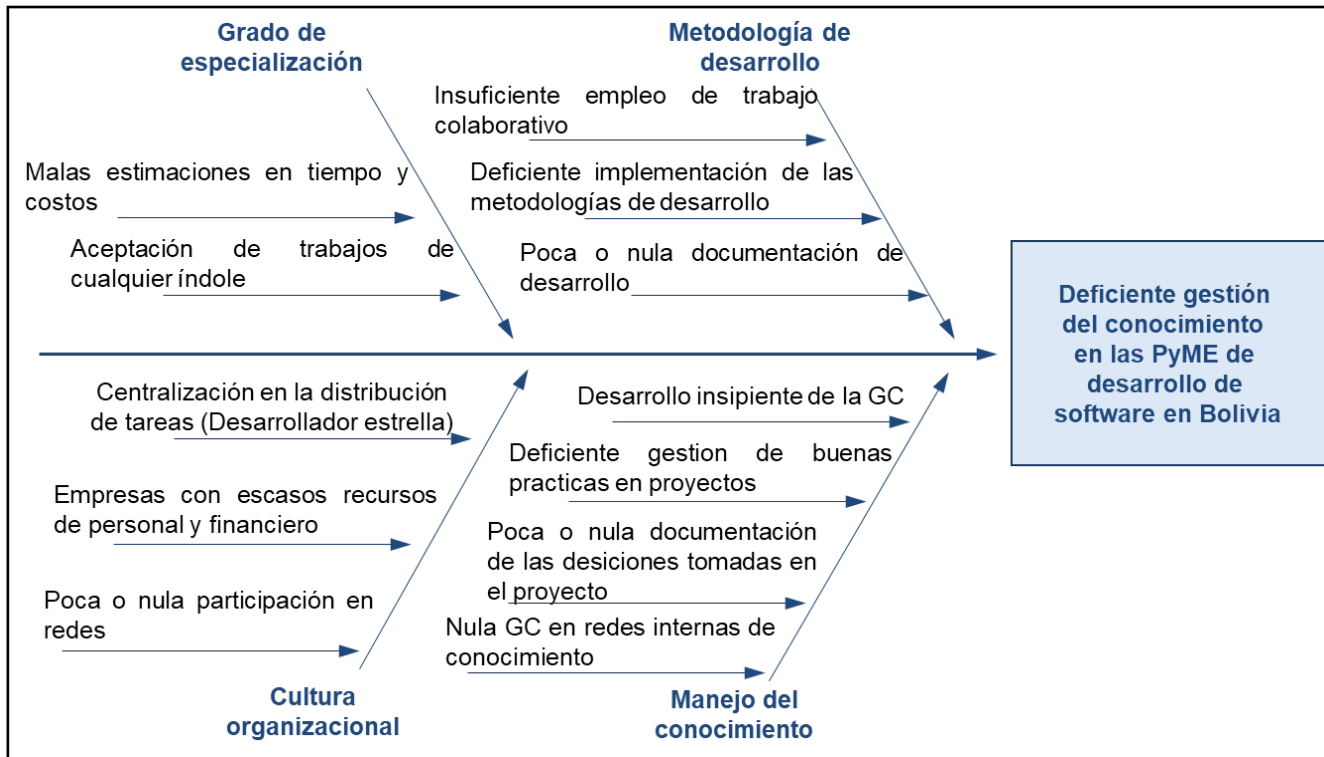 Grado de
especialización
Malas estimaciones en tiempo y
costos
Aceptación de trabajos de
cualquier índole
Metodología de
desarrollo
Insuficiente empleo de trabajo
colaborativo
Deficiente implementación de las
metodologías de desarrollo
Poca o nula documentación de
desarrollo
Centralización en la distribución
de tareas (Desarrollador estrella)
Empresas con escasos recursos
de personal y financiero
Poca o nula participación en
redes
Cultura
organizacional
Desarrollo insipiente de la GC
Deficiente gestion de buenas
practicas en proyectos
Poca o nula documentación
de las desiciones tomadas en
el proyecto
Nula GC en redes internas de
conocimiento
Manejo del
conocimiento
Deficiente gestión
del conocimiento
en las PyME de
desarrollo de
software en Bolivia